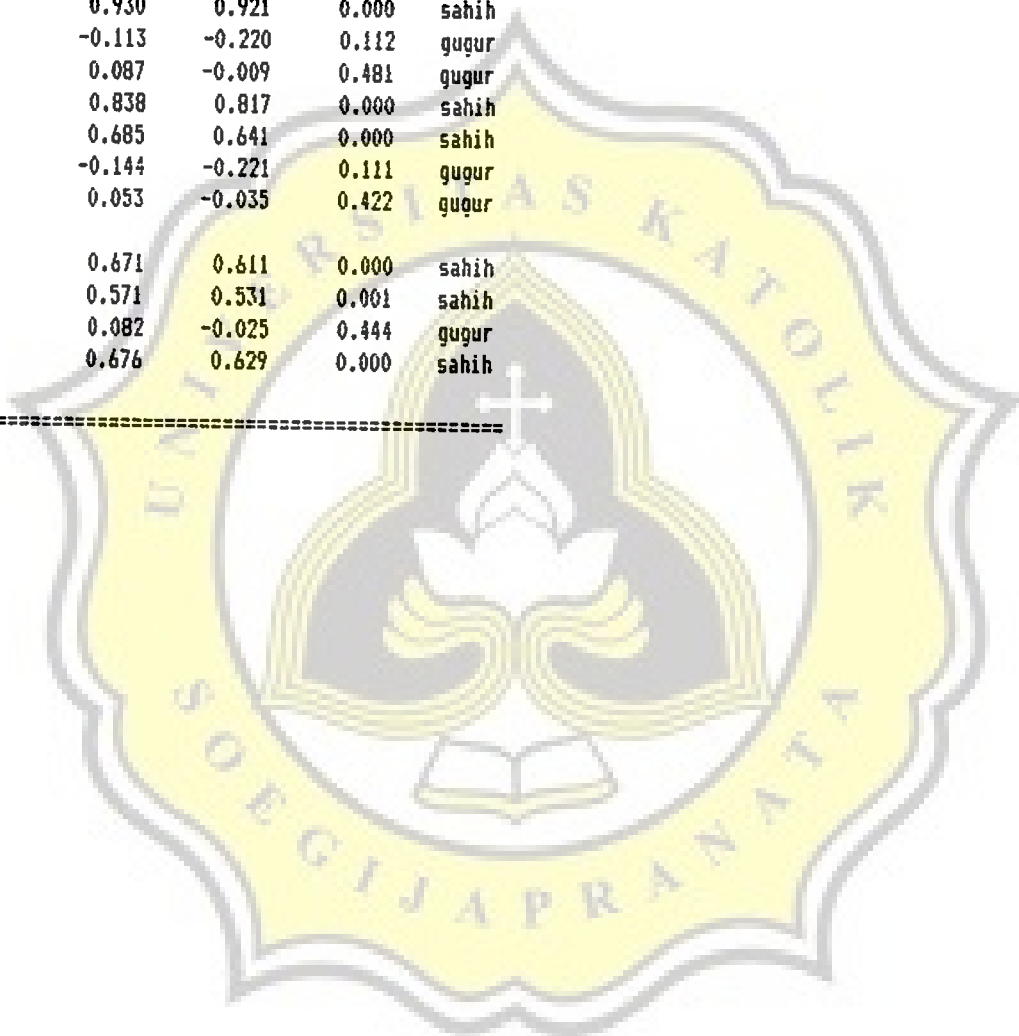 0.930 0.921 0.000 sahih
-0.113 -0.220 0.112 gugur
0.087 -0.009 0.481 gugur
0.838 0.817 0.000 sahih
0.685 0.641 0.000 sahih
-0.144 -0.221 0.111 gugur
0.053 -0.035 0.422 gugur
0.671 0.611 0.000 sahih
0.571 0.531 0.001 sahih
0.082 -0.025 0.444 gugur
0.676 0.629 0.000 sahih
UNIVERSITAS KATOLIK
SOEGIJAPRANATA